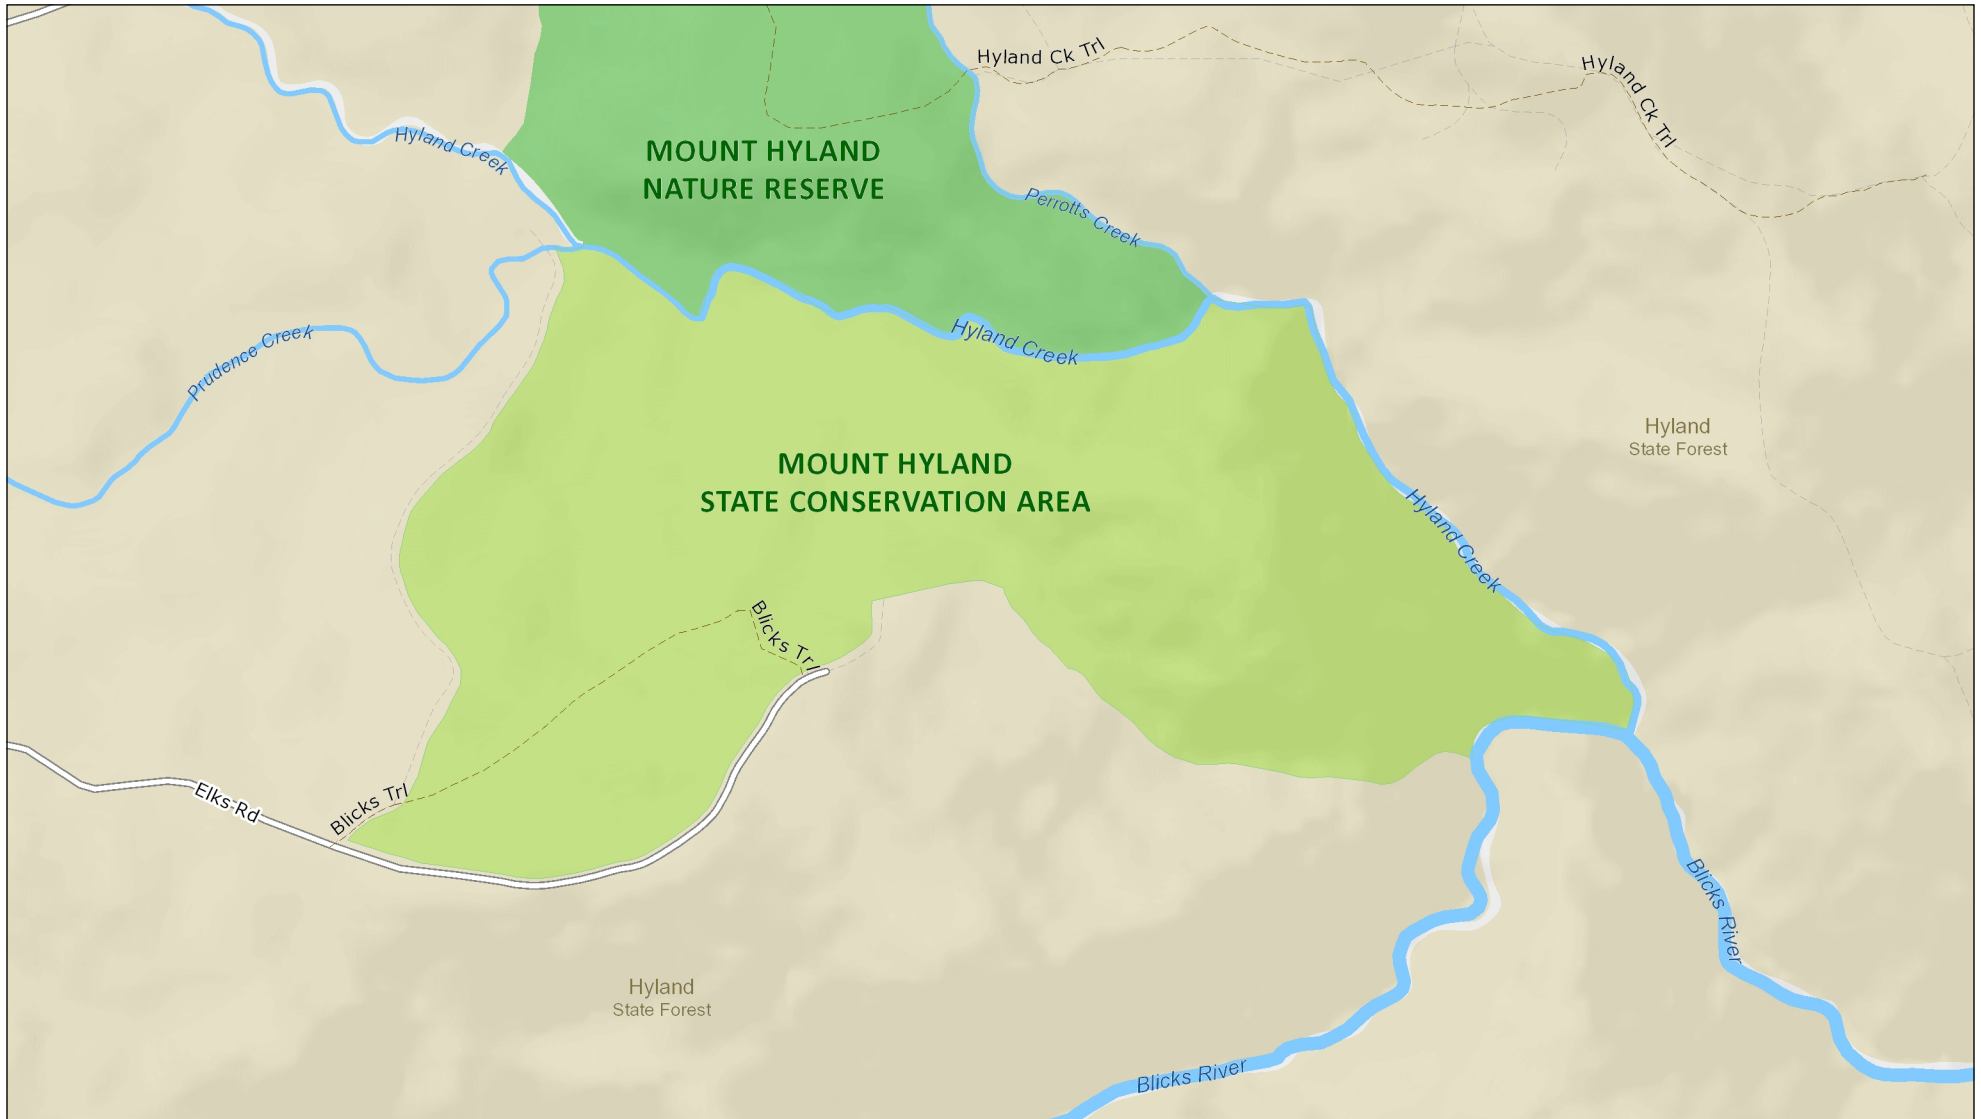 Hyland Ck Trl
Hyland Ck Trl
Hyland Creek
MOUNT HYLAND
NATURE RESERVE
Perrotts Creek
Prudence Creek
Hyland Creek
Hyland
State Forest
MOUNT HYLAND
STATE CONSERVATION AREA
Hyland Creek
Blicks Trl
Blicks Trl
Elks Rd
Blicks River
Hyland
State Forest
Blicks River